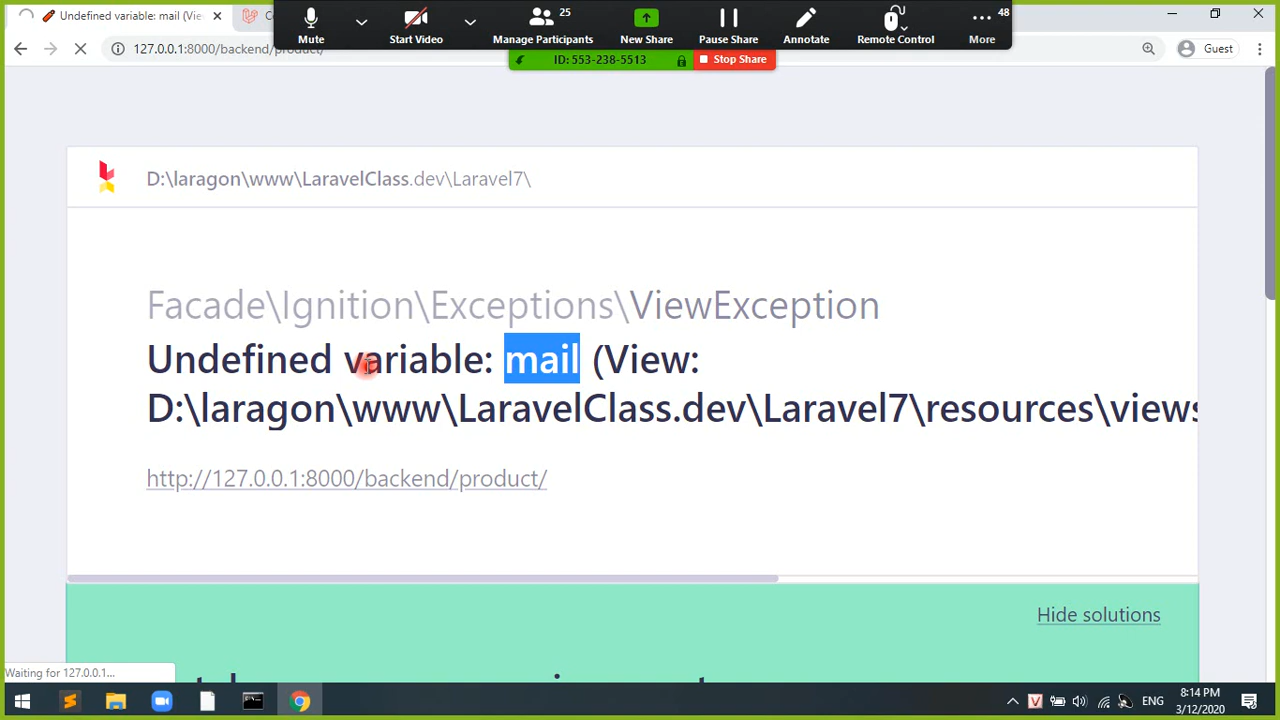 Undefined variable: mail (Vie
Co
Mute
Start Video
25
Manage Participants
New Share
Pause Share
Annotate
Remote Control
48
More
127.0.0.1:8000/backend/product/
ID: 553-238-5513
Stop Share
Guest
D:\laragon\www\LaravelClass.dev\Laravel7\
Facade\Ignition\Exceptions\ViewException
Undefined variable: mail (View:
D:\laragon\www\LaravelClass.dev\Laravel7\resources\views
http://127.0.0.1:8000/backend/product/
Hide solutions
Waiting for 127.0.0.1...
ENG
8:14 PM
3/12/2020